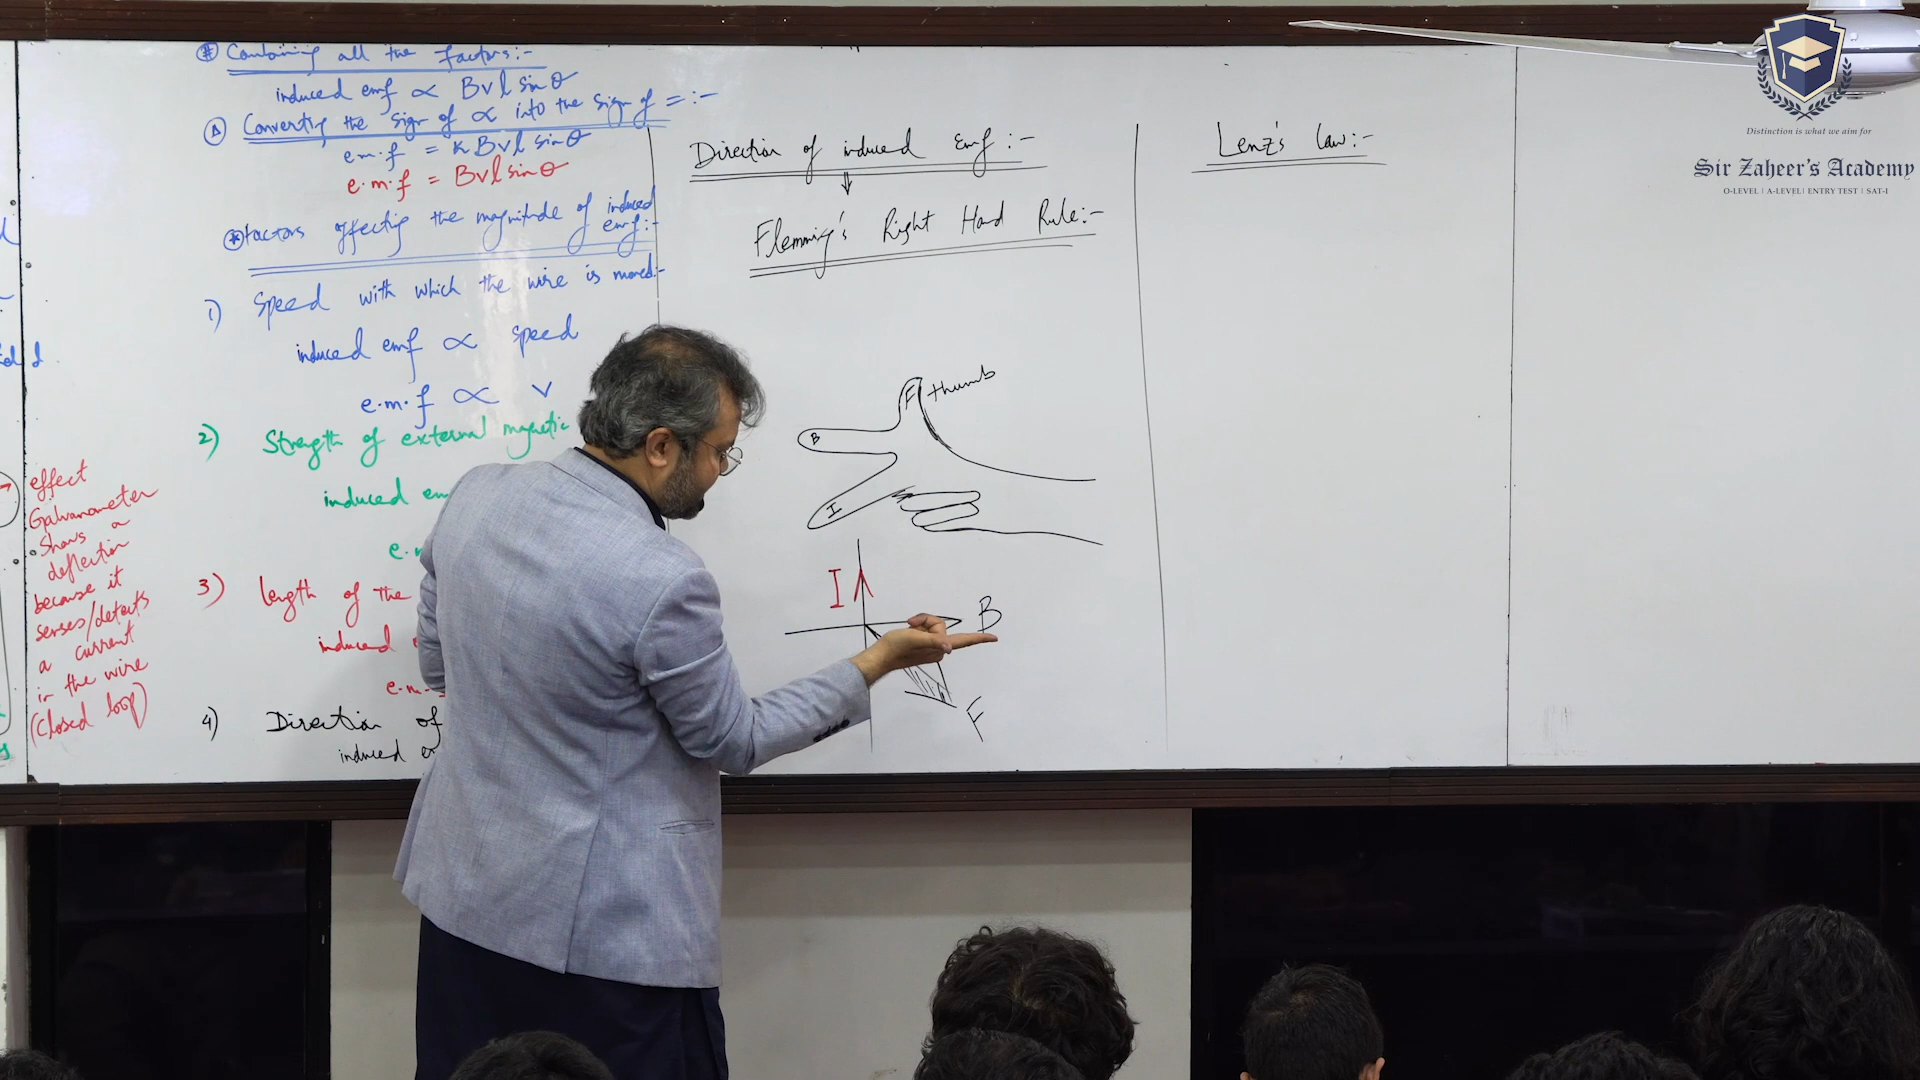 # Combining all the factors:-
induced emf ∝ Bvl sinθ
A Converting the sign of ∝ into the sign of = :-
e.m.f = k Bvl sinθ
e.m.f = Bvl sinθ
* factors affecting the magnitude of induced emf:-
1) Speed with which the wire is moved:-
induced emf ∝ speed
e.m.f ∝ v
2) Strength of external magnetic
induced em
e.m
3) length of the
induced
e.m.
4) Direction of
induced e
effect
Galvanometer
shows a
deflection
because it
senses/detects
a current
in the wire
(closed loop)
Direction of induced Emf:-
Flemming's Right Hand Rule:-
F thumb
B
I
I
B
F
Lenz's law:-
Distinction is what we aim for
Sir Zaheer's Academy
O-LEVEL | A-LEVEL | ENTRY TEST | SAT-I